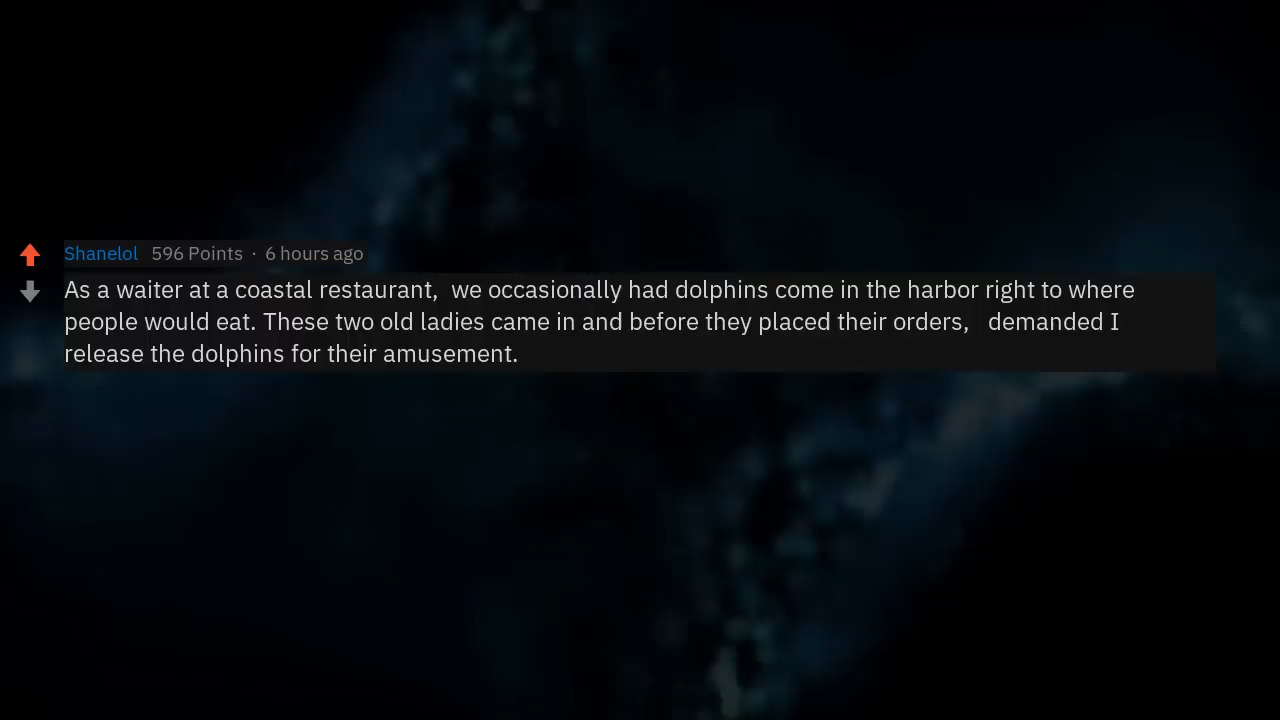 Shanelol 596 Points · 6 hours ago
As a waiter at a coastal restaurant,  we occasionally had dolphins come in the harbor right to where
people would eat. These two old ladies came in and before they placed their orders,   demanded I
release the dolphins for their amusement.